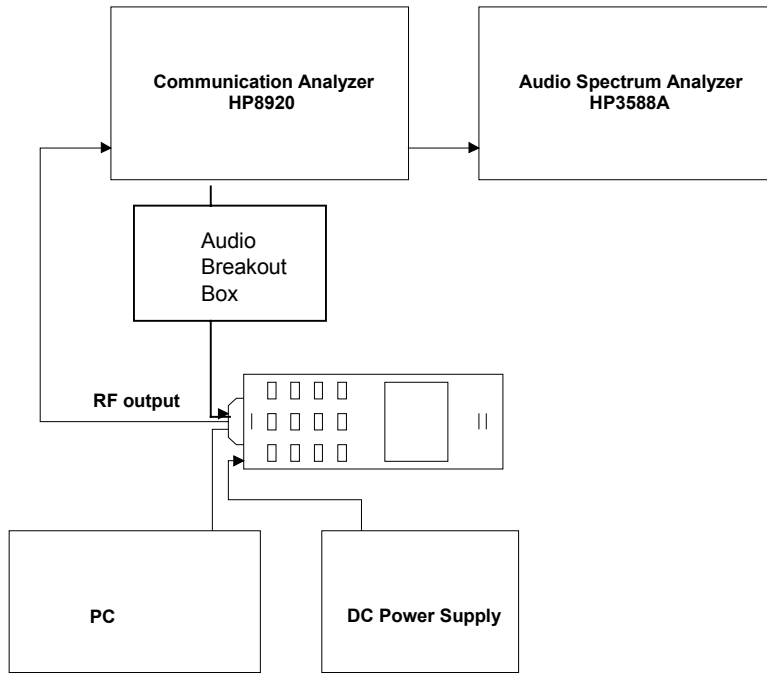 Communication Analyzer
HP8920
Audio Spectrum Analyzer
HP3588A
Audio
Breakout
Box
RF output
PC
DC Power Supply